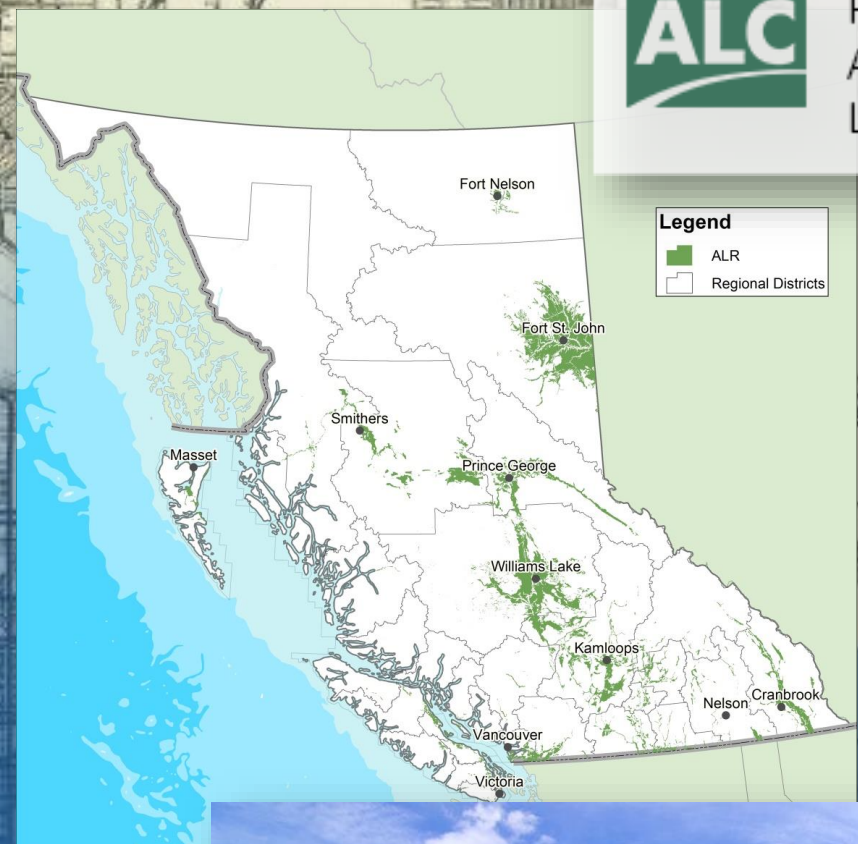 ALC
Legend
ALR
Regional Districts
Fort Nelson
Fort St. John
Smithers
Masset
Prince George
Williams Lake
Kamloops
Nelson
Cranbrook
Vancouver
Victoria